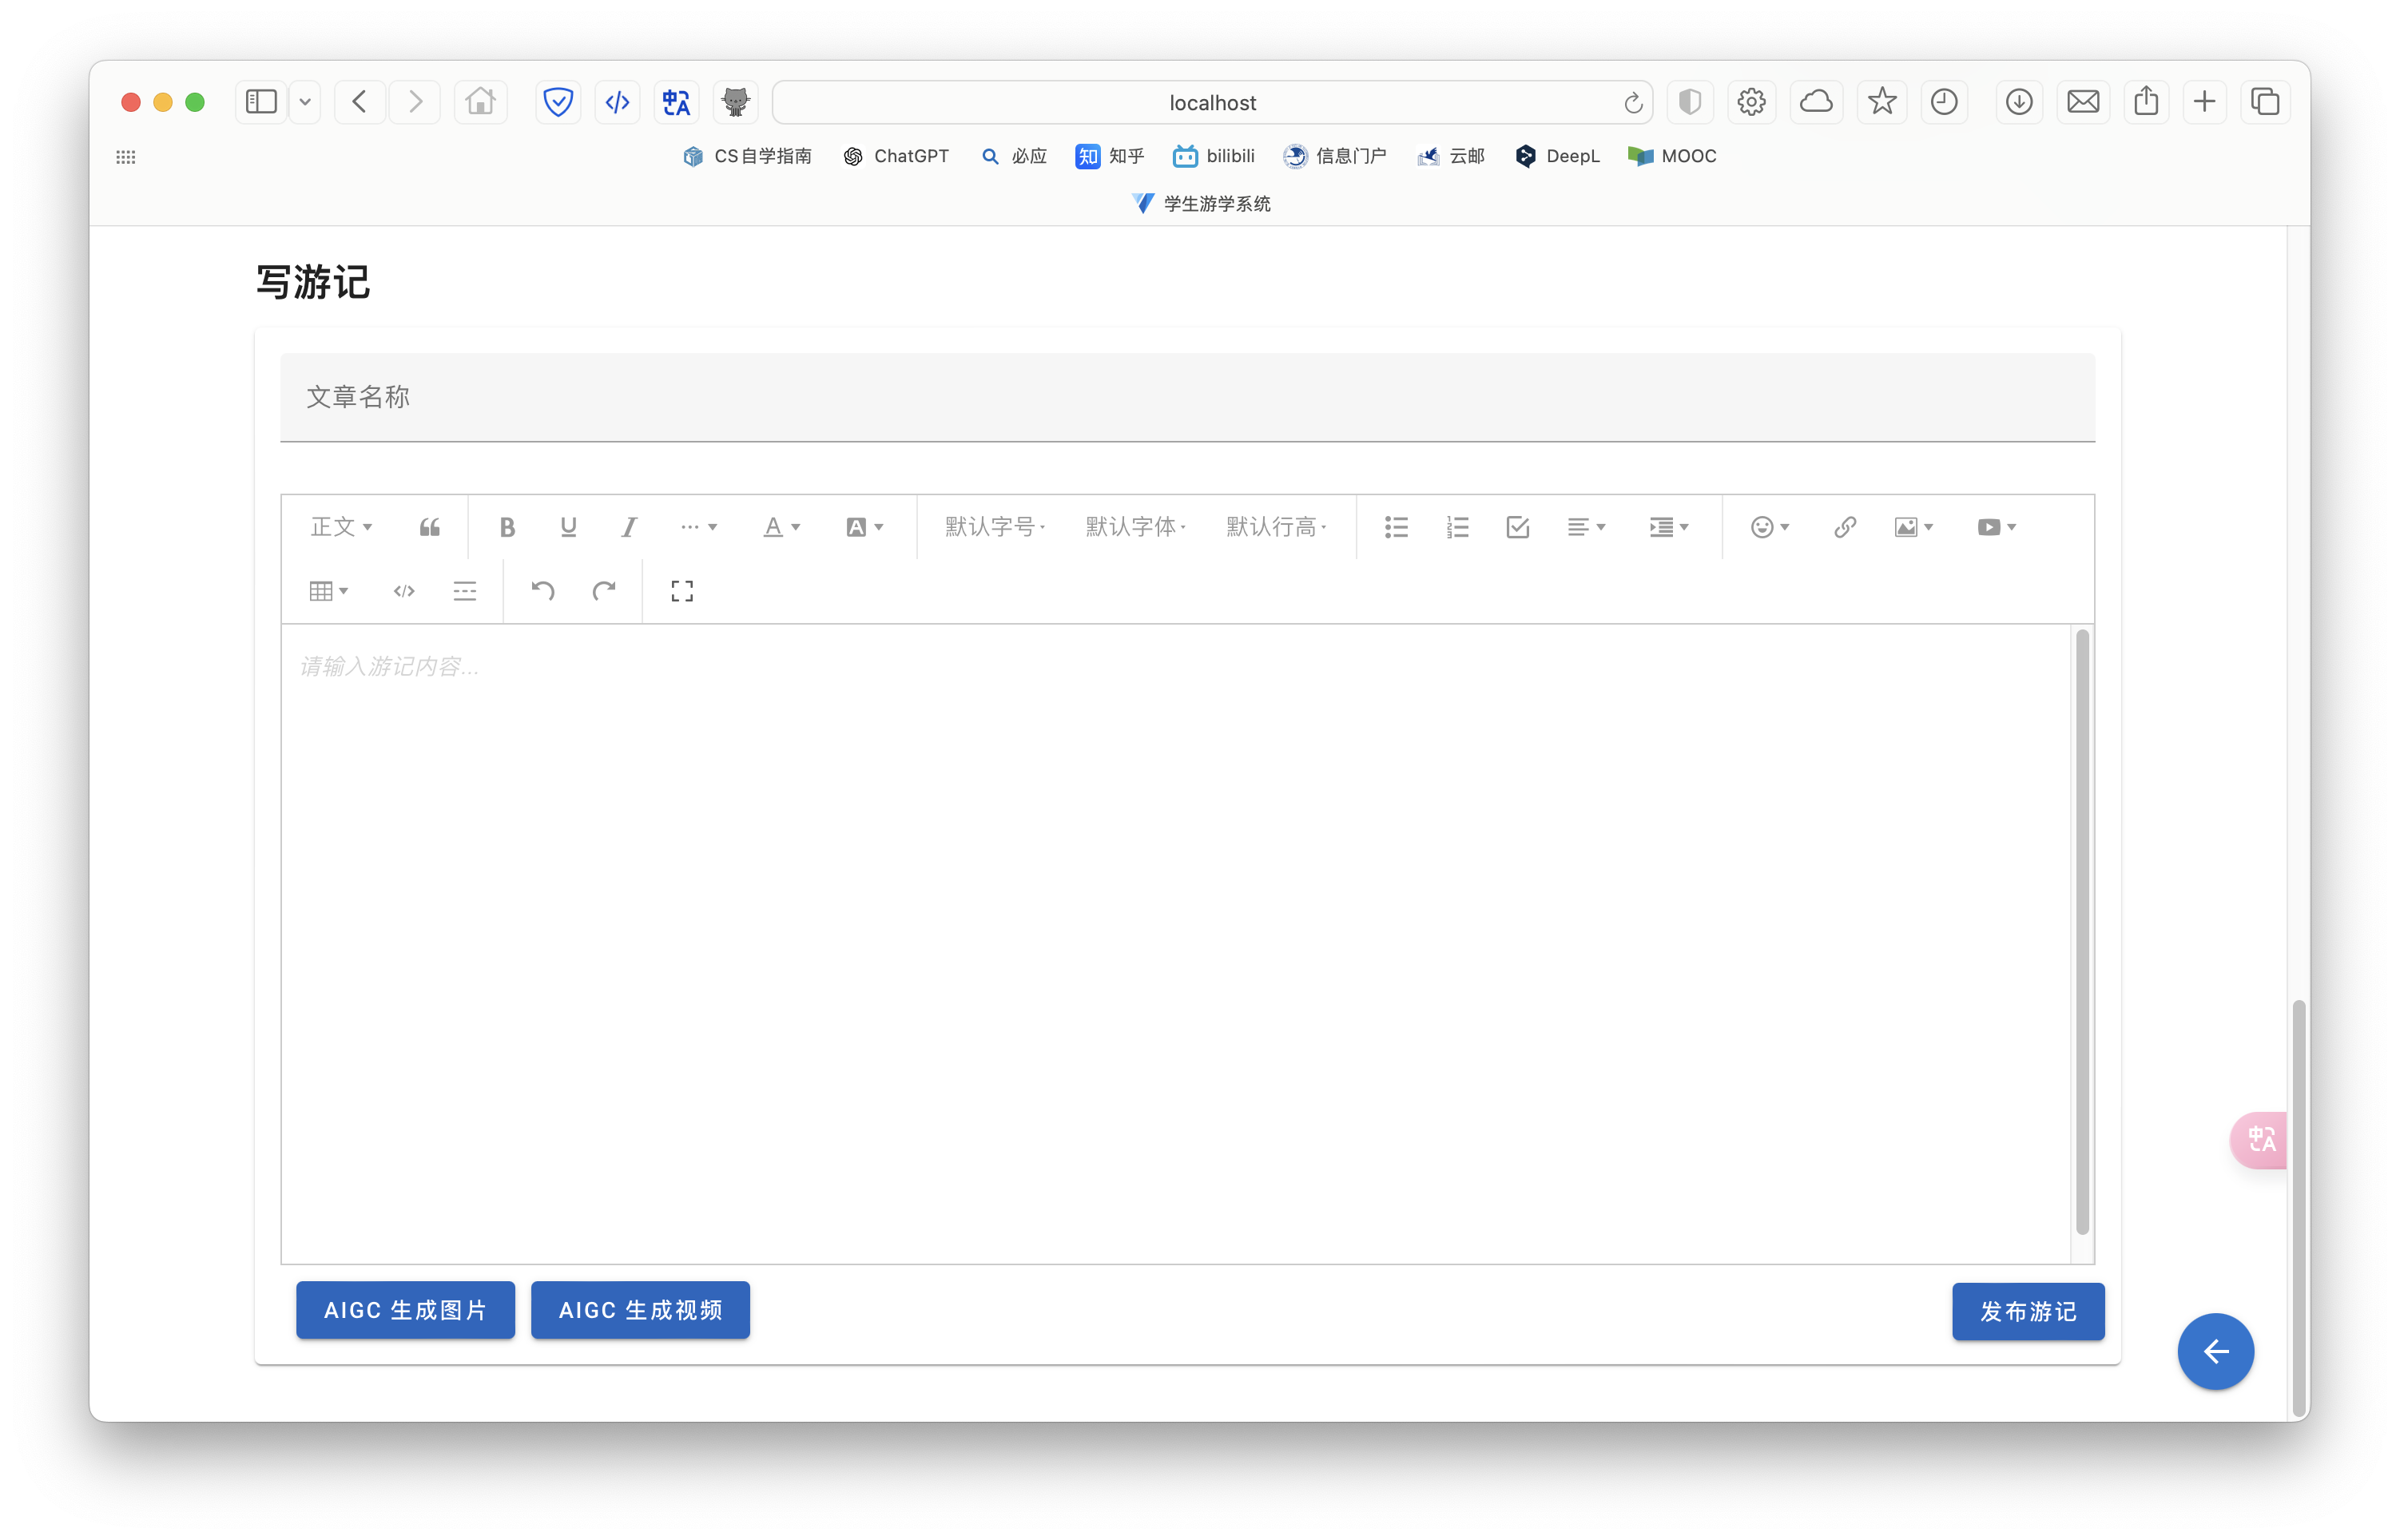 localhost
CS自学指南 ChatGPT 必应 知乎 bilibili 信息门户 云邮 DeepL MOOC
学生游学系统
写游记
文章名称
正文 默认字号 默认字体 默认行高
请输入游记内容...
AIGC 生成图片 AIGC 生成视频 发布游记